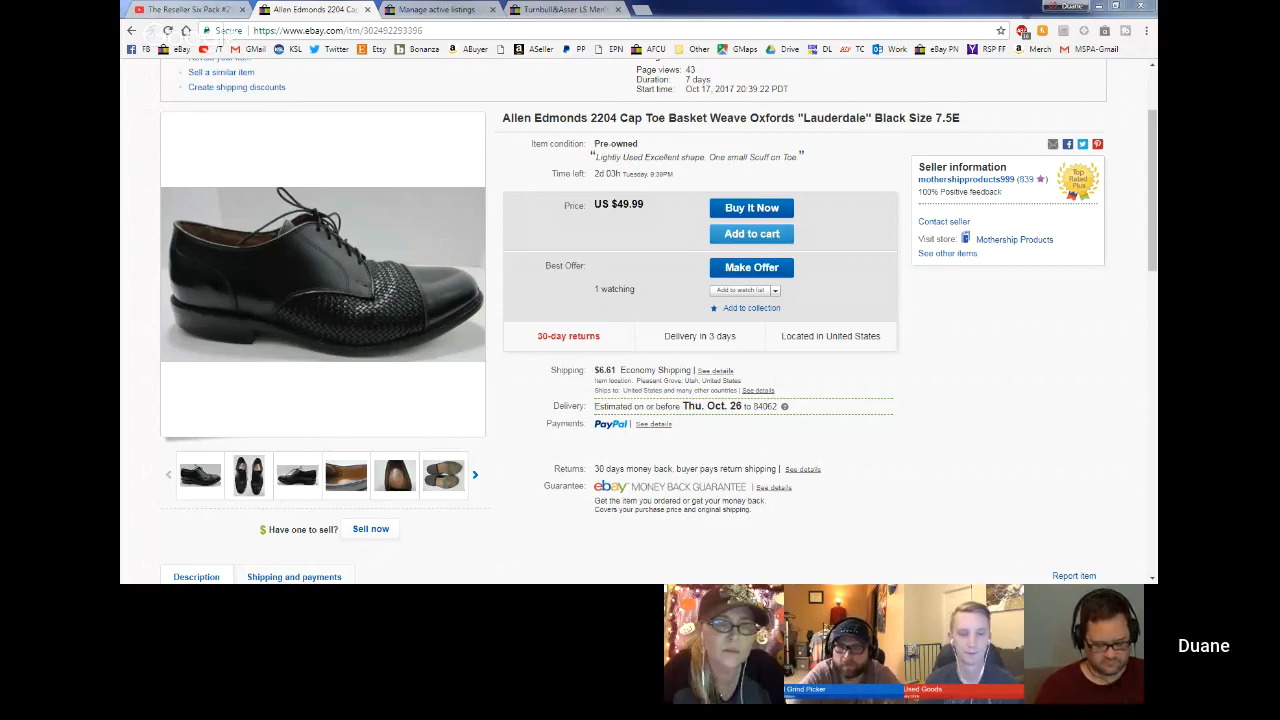 The Reseller Six Pack #2
Allen Edmonds 2204 Cap
Manage active listings
Turnbull&Asser LS Men
Duane
Secure
https://www.ebay.com/itm/302492293396
FB
eBay
YT
GMail
KSL
Twitter
Etsy
Bonanza
ABuyer
ASeller
PP
EPN
AFCU
Other
GMaps
Drive
DL
TC
Work
eBay PN
RSP FF
Merch
MSPA-Gmail
Sell a similar item
Create shipping discounts
Page views: 43
Duration: 7 days
Start time: Oct 17, 2017 20:39:22 PDT
Allen Edmonds 2204 Cap Toe Basket Weave Oxfords "Lauderdale" Black Size 7.5E
Item condition: Pre-owned
"Lightly Used Excellent shape. One small Scuff on Toe."
Time left: 2d 03h Tuesday, 9:39PM
Price: US $49.99
Buy It Now
Add to cart
Best Offer:
Make Offer
1 watching
Add to watch list
Add to collection
30-day returns
Delivery in 3 days
Located in United States
Shipping: $6.61 Economy Shipping | See details
Item location: Pleasant Grove, Utah, United States
Ships to: United States and many other countries | See details
Delivery: Estimated on or before Thu. Oct. 26 to 84062
Payments: PayPal | See details
Returns: 30 days money back, buyer pays return shipping | See details
Guarantee: ebay MONEY BACK GUARANTEE | See details
Get the item you ordered or get your money back.
Covers your purchase price and original shipping.
Seller information
mothershipproducts999 (839 )
100% Positive feedback
Top Rated Plus
Contact seller
Visit store: Mothership Products
See other items
$ Have one to sell? Sell now
Description
Shipping and payments
Report item
Grind Picker
Used Goods
Duane